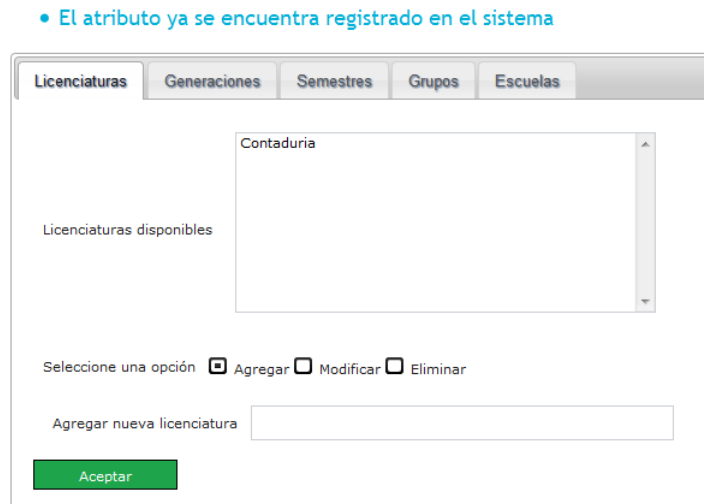 El atributo ya se encuentra registrado en el sistema
Licenciaturas Generaciones Semestres Grupos Escuelas
Contaduria
Licenciaturas disponibles
Seleccione una opción Agregar Modificar Eliminar
Agregar nueva licenciatura
Aceptar